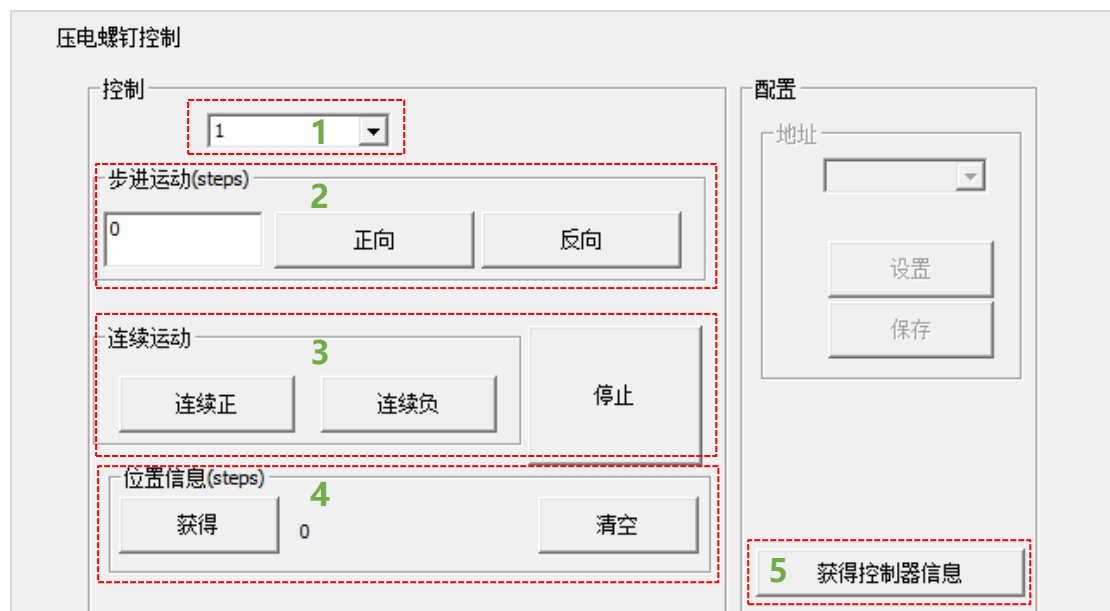 压电螺钉控制
控制
1
1
步进运动(steps)
2
0
正向
反向
连续运动
3
连续正
连续负
停止
位置信息(steps)
4
获得
0
清空
配置
地址
设置
保存
5
获得控制器信息